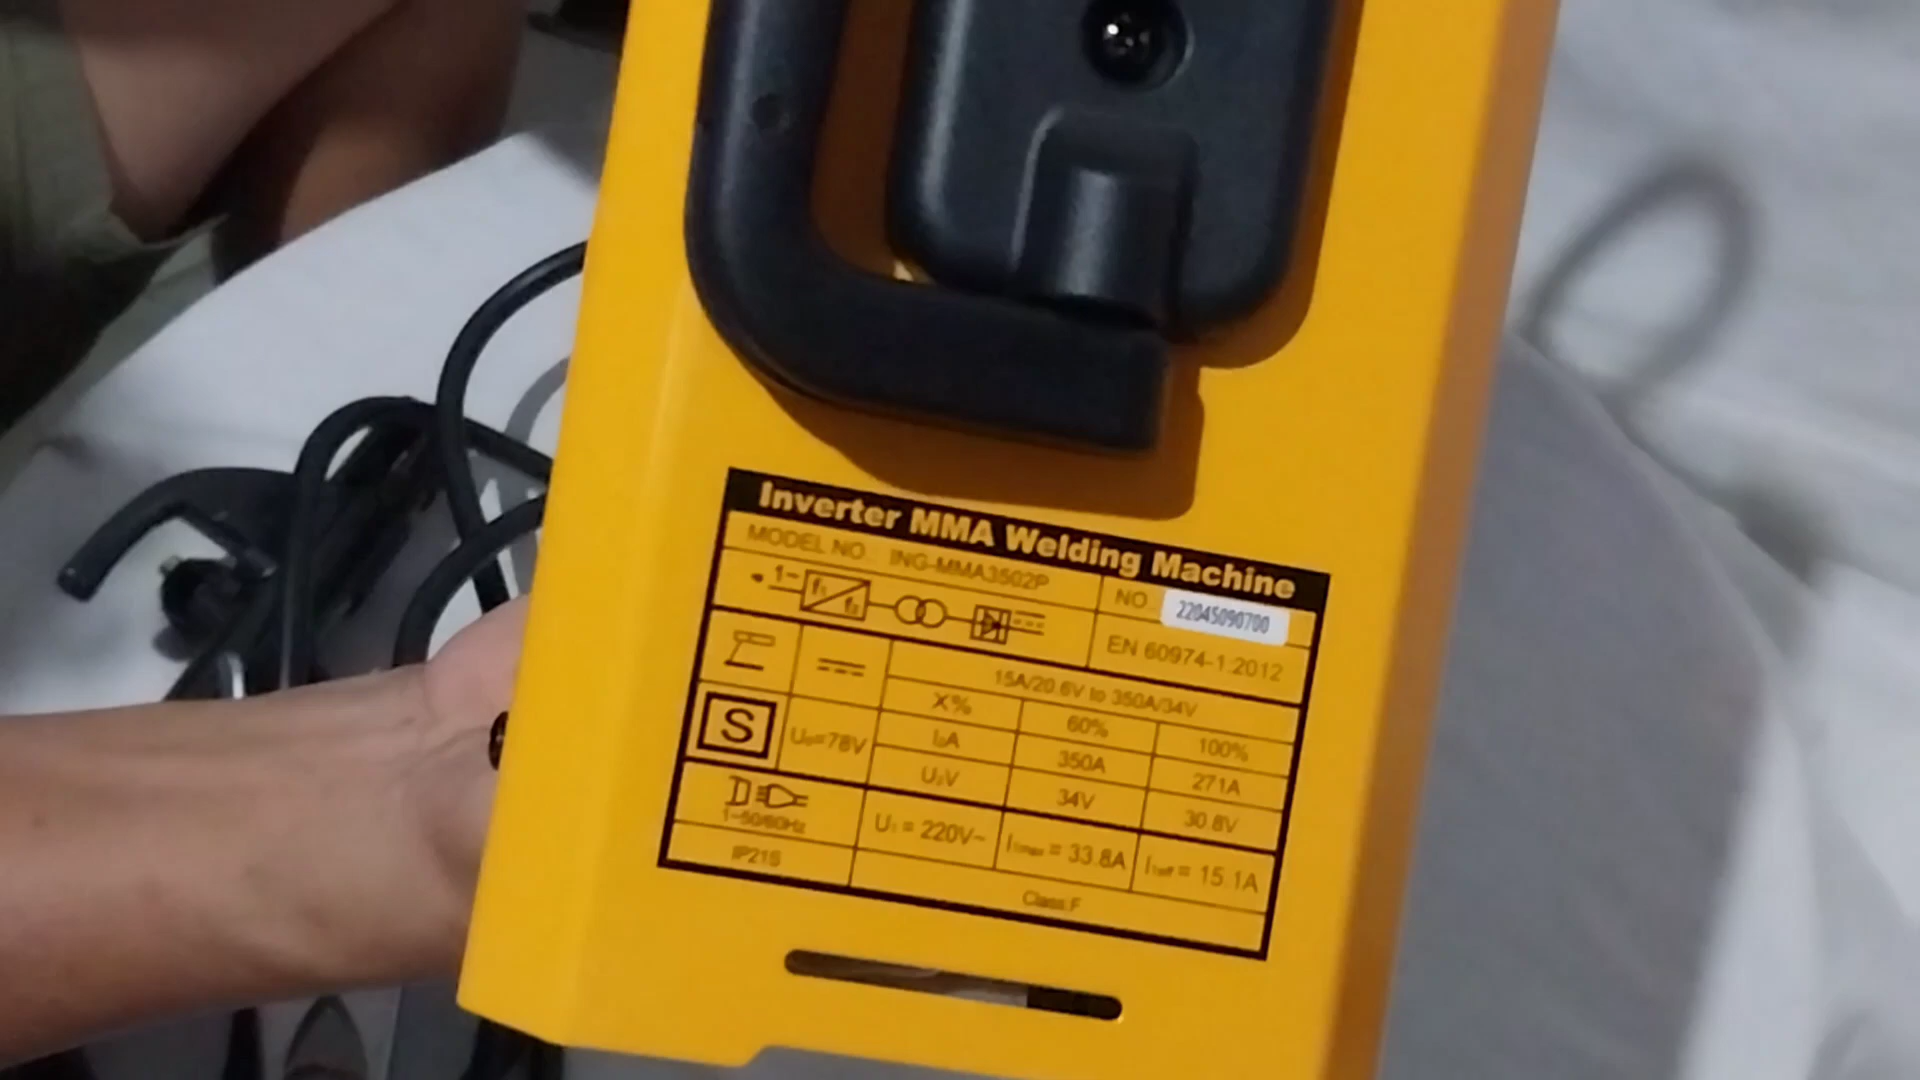 Inverter MMA Welding Machine
MODEL NO. ING-MMA3502P
NO. 22045090700
1~ f₁ f₂
EN 60974-1:2012
15A/20.6V to 350A/34V
X% 60% 100%
S U₀=78V I₂A 350A 271A
U₂V 34V 30.8V
1~50/60Hz U₁ = 220V~ I₁max = 33.8A I₁eff = 15.1A
IP21S Class:F